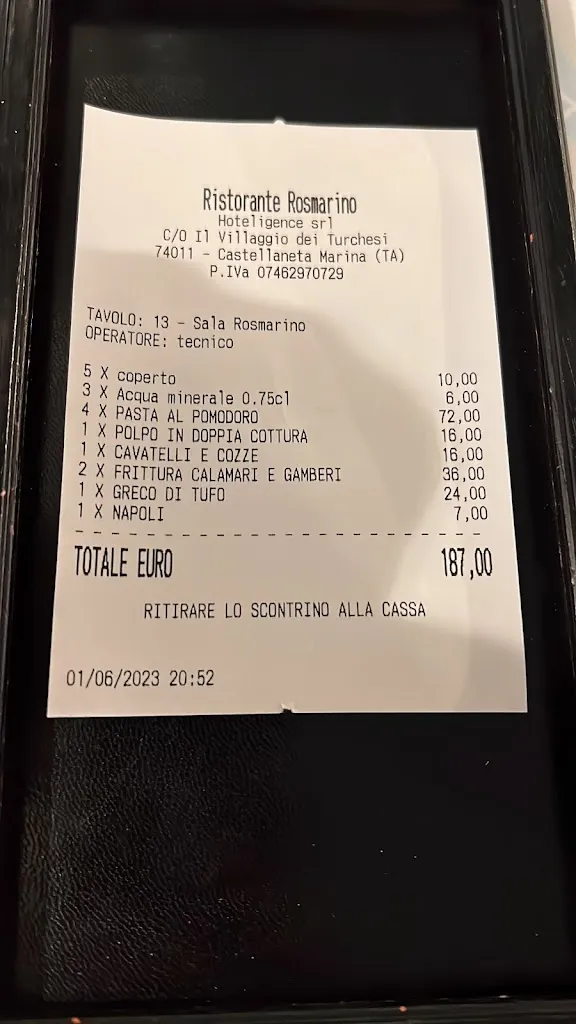 Ristorante Rosmarino
Hoteligence srl
C/O Il Villaggio dei Turchesi
74011 - Castellaneta Marina (TA)
P.IVa 07462970729
TAVOLO: 13 - Sala Rosmarino
OPERATORE: tecnico
5 X coperto 10,00
3 X Acqua minerale 0.75cl 6,00
4 X PASTA AL POMODORO 72,00
1 X POLPO IN DOPPIA COTTURA 16,00
1 X CAVATELLI E COZZE 16,00
2 X FRITTURA CALAMARI E GAMBERI 36,00
1 X GRECO DI TUFO 24,00
1 X NAPOLI 7,00
TOTALE EURO 187,00
RITIRARE LO SCONTRINO ALLA CASSA
01/06/2023 20:52